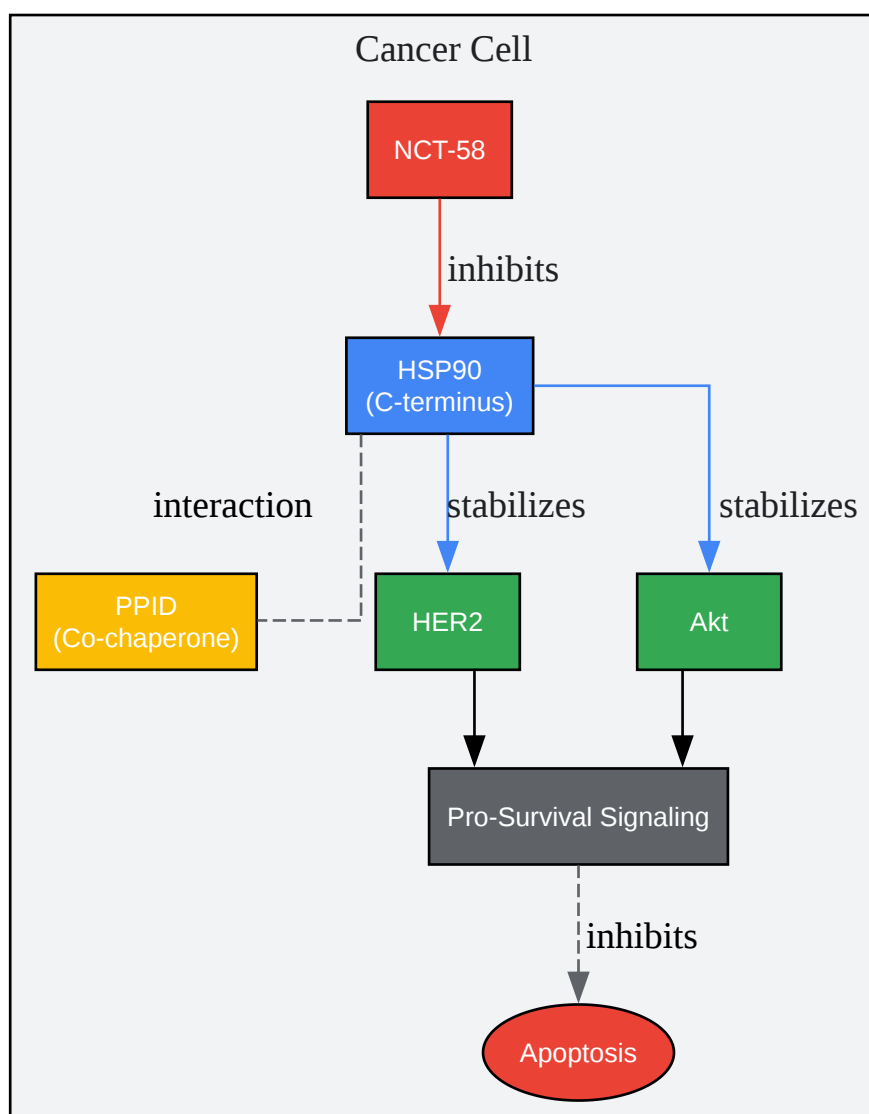 Cancer Cell
NCT-58
inhibits
HSP90
(C-terminus)
interaction
stabilizes
stabilizes
PPID
(Co-chaperone)
HER2
Akt
Pro-Survival Signaling
inhibits
Apoptosis